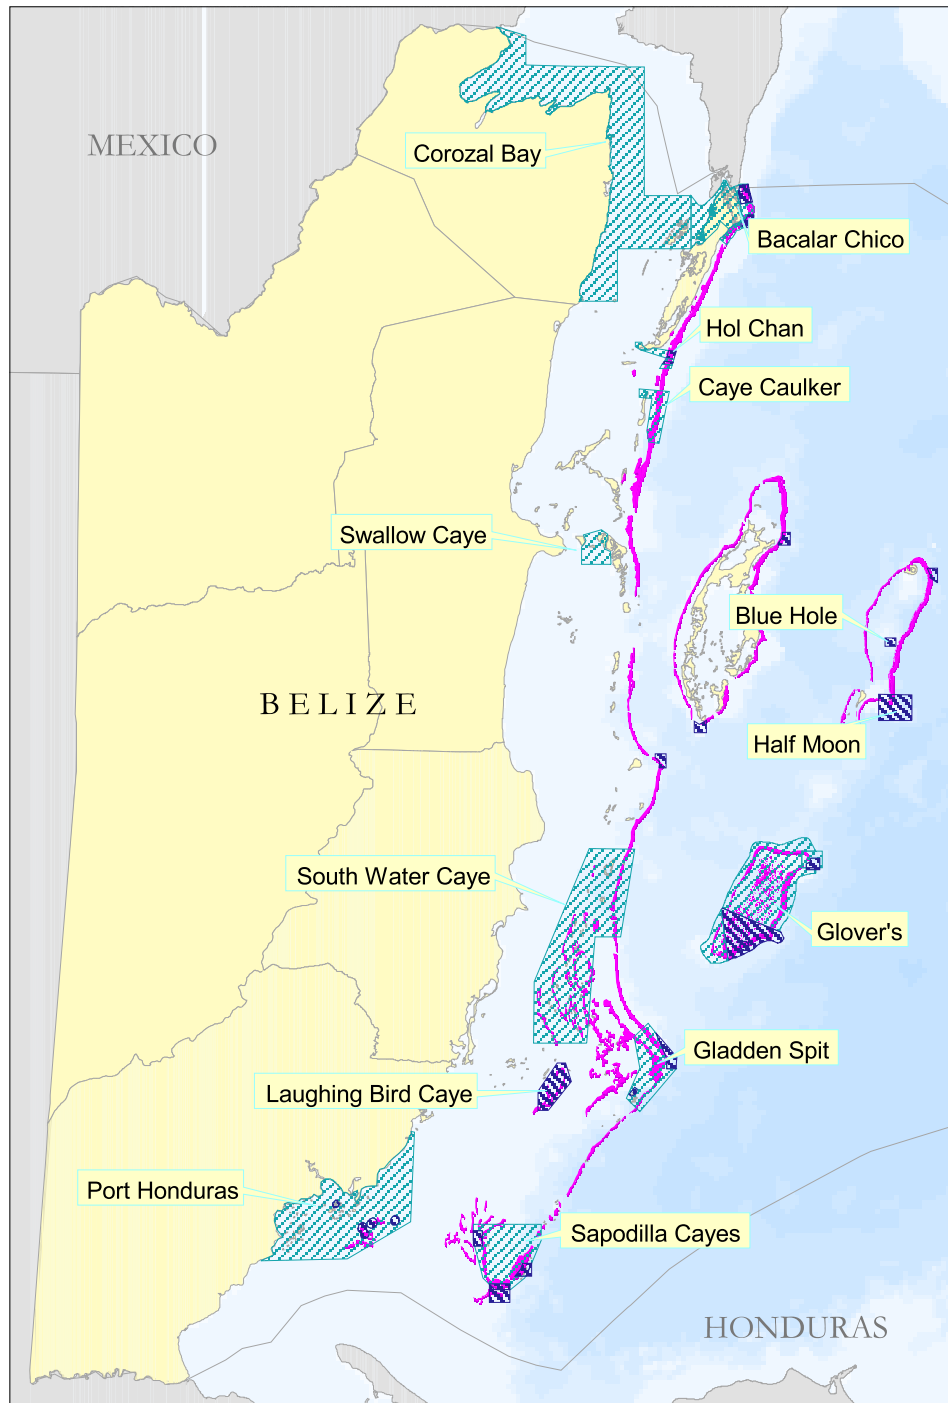 MEXICO
Corozal Bay
Bacalar Chico
Hol Chan
Caye Caulker
Swallow Caye
Blue Hole
BELIZE
Half Moon
South Water Caye
Glover's
Gladden Spit
Laughing Bird Caye
Port Honduras
Sapodilla Cayes
HONDURAS